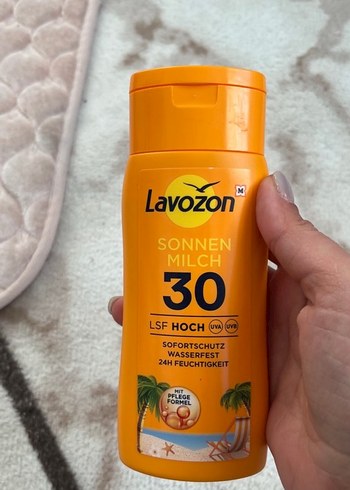 Lavozon
M
SONNEN
MILCH
30
LSF HOCH UVA UVB
SOFORTSCHUTZ
WASSERFEST
24H FEUCHTIGKEIT
MIT
PFLEGE
FORMEL